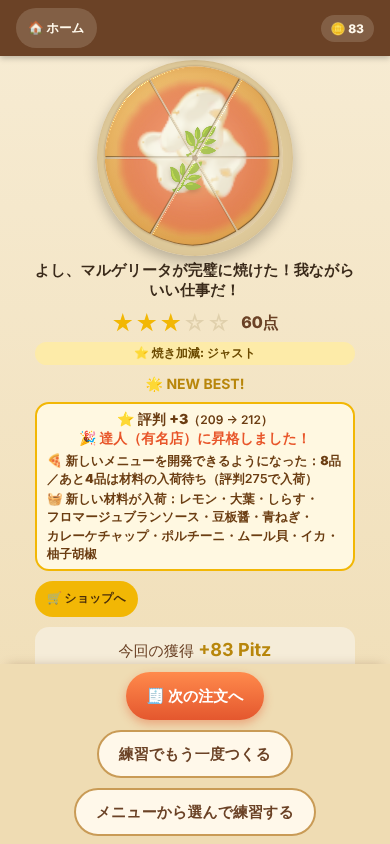 🏠 ホーム
🪙 83
よし、マルゲリータが完璧に焼けた！我ながら
いい仕事だ！
★★★☆☆ 60点
⭐ 焼き加減: ジャスト
🌟 NEW BEST!
⭐ 評判 +3（209 → 212）
🎉 達人（有名店）に昇格しました！
🍕 新しいメニューを開発できるようになった：8品
／あと4品は材料の入荷待ち（評判275で入荷）
🧺 新しい材料が入荷：レモン・大葉・しらす・
フロマージュブランソース・豆板醤・青ねぎ・
カレーケチャップ・ポルチーニ・ムール貝・イカ・
柚子胡椒
🛒 ショップへ
今回の獲得 +83 Pitz
🧾 次の注文へ
練習でもう一度つくる
メニューから選んで練習する